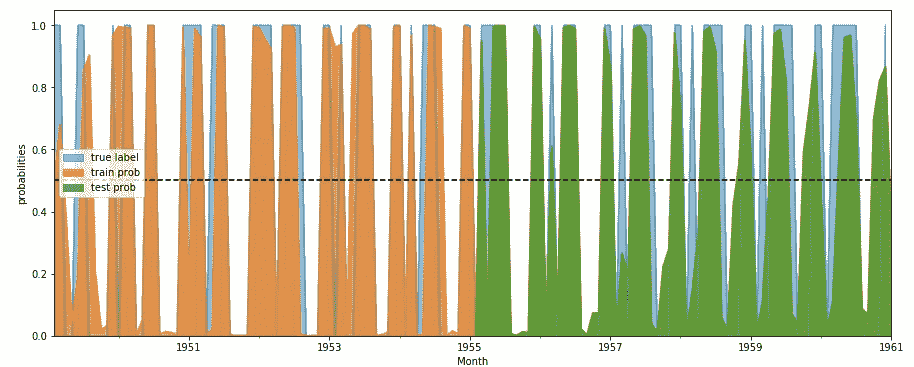 1.0
0.8
0.6
0.4
0.2
0.0
probabilities
true label
train prob
test prob
1951 1953 1955 1957 1959 1961
Month